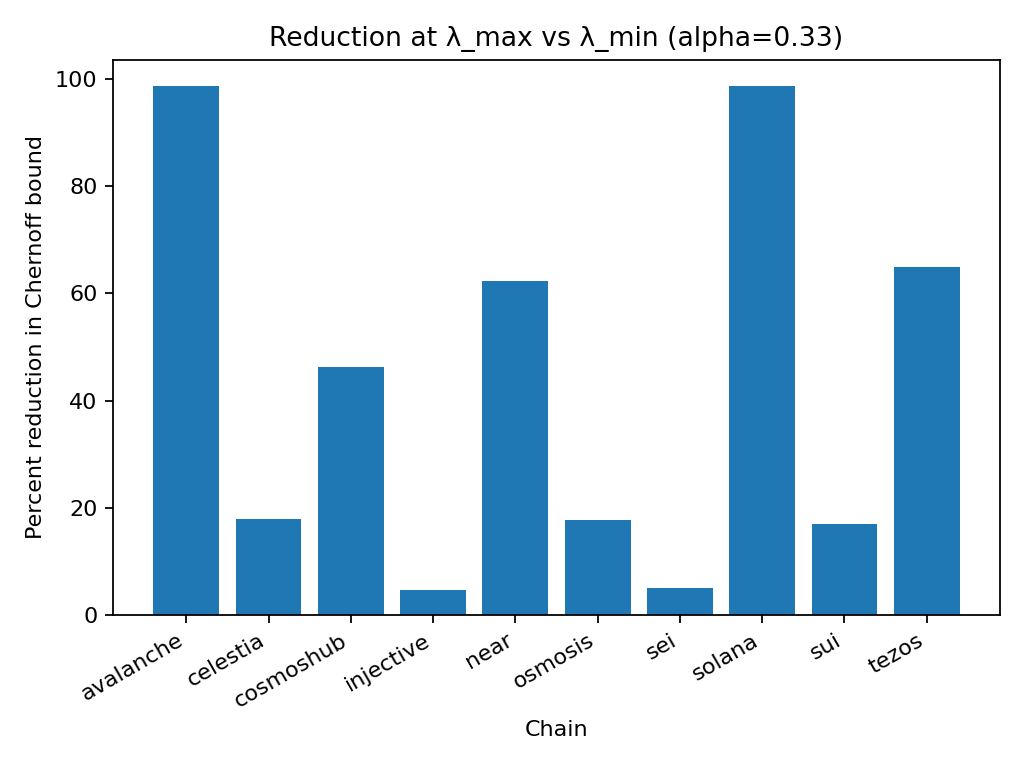 Reduction at λ_max vs λ_min (alpha=0.33)
Percent reduction in Chernoff bound
100
80
60
40
20
0
avalanche
celestia
cosmoshub
injective
near
osmosis
sei
solana
sui
tezos
Chain